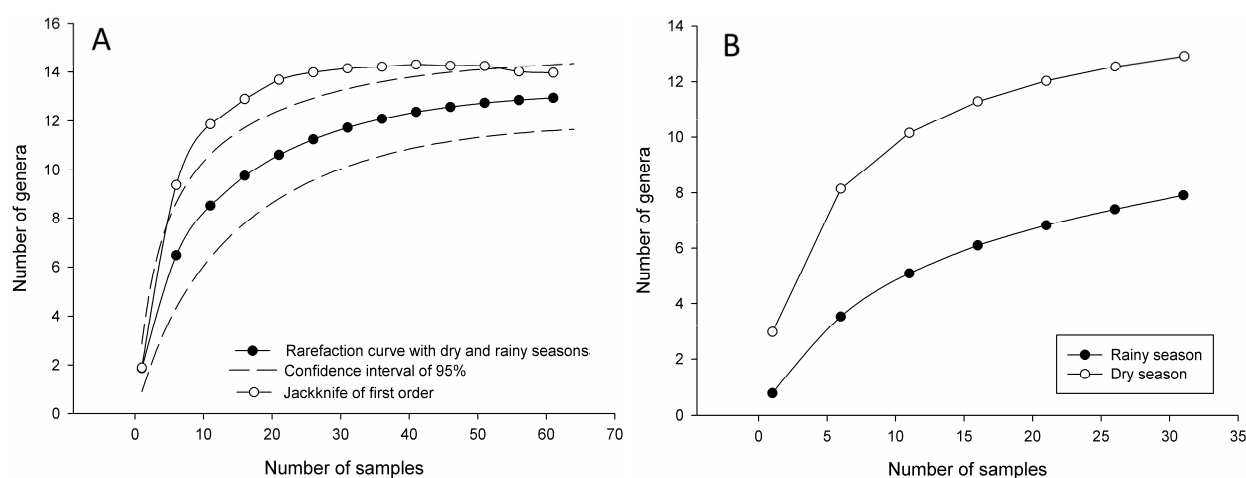 A
16
14
12
10
8
6
4
2
0
Number of genera
0 10 20 30 40 50 60 70
Number of samples
Rarefaction curve with dry and rainy seasons
Confidence interval of 95%
Jackknife of first order
B
14
12
10
8
6
4
2
0
Number of genera
0 5 10 15 20 25 30 35
Number of samples
Rainy season
Dry season